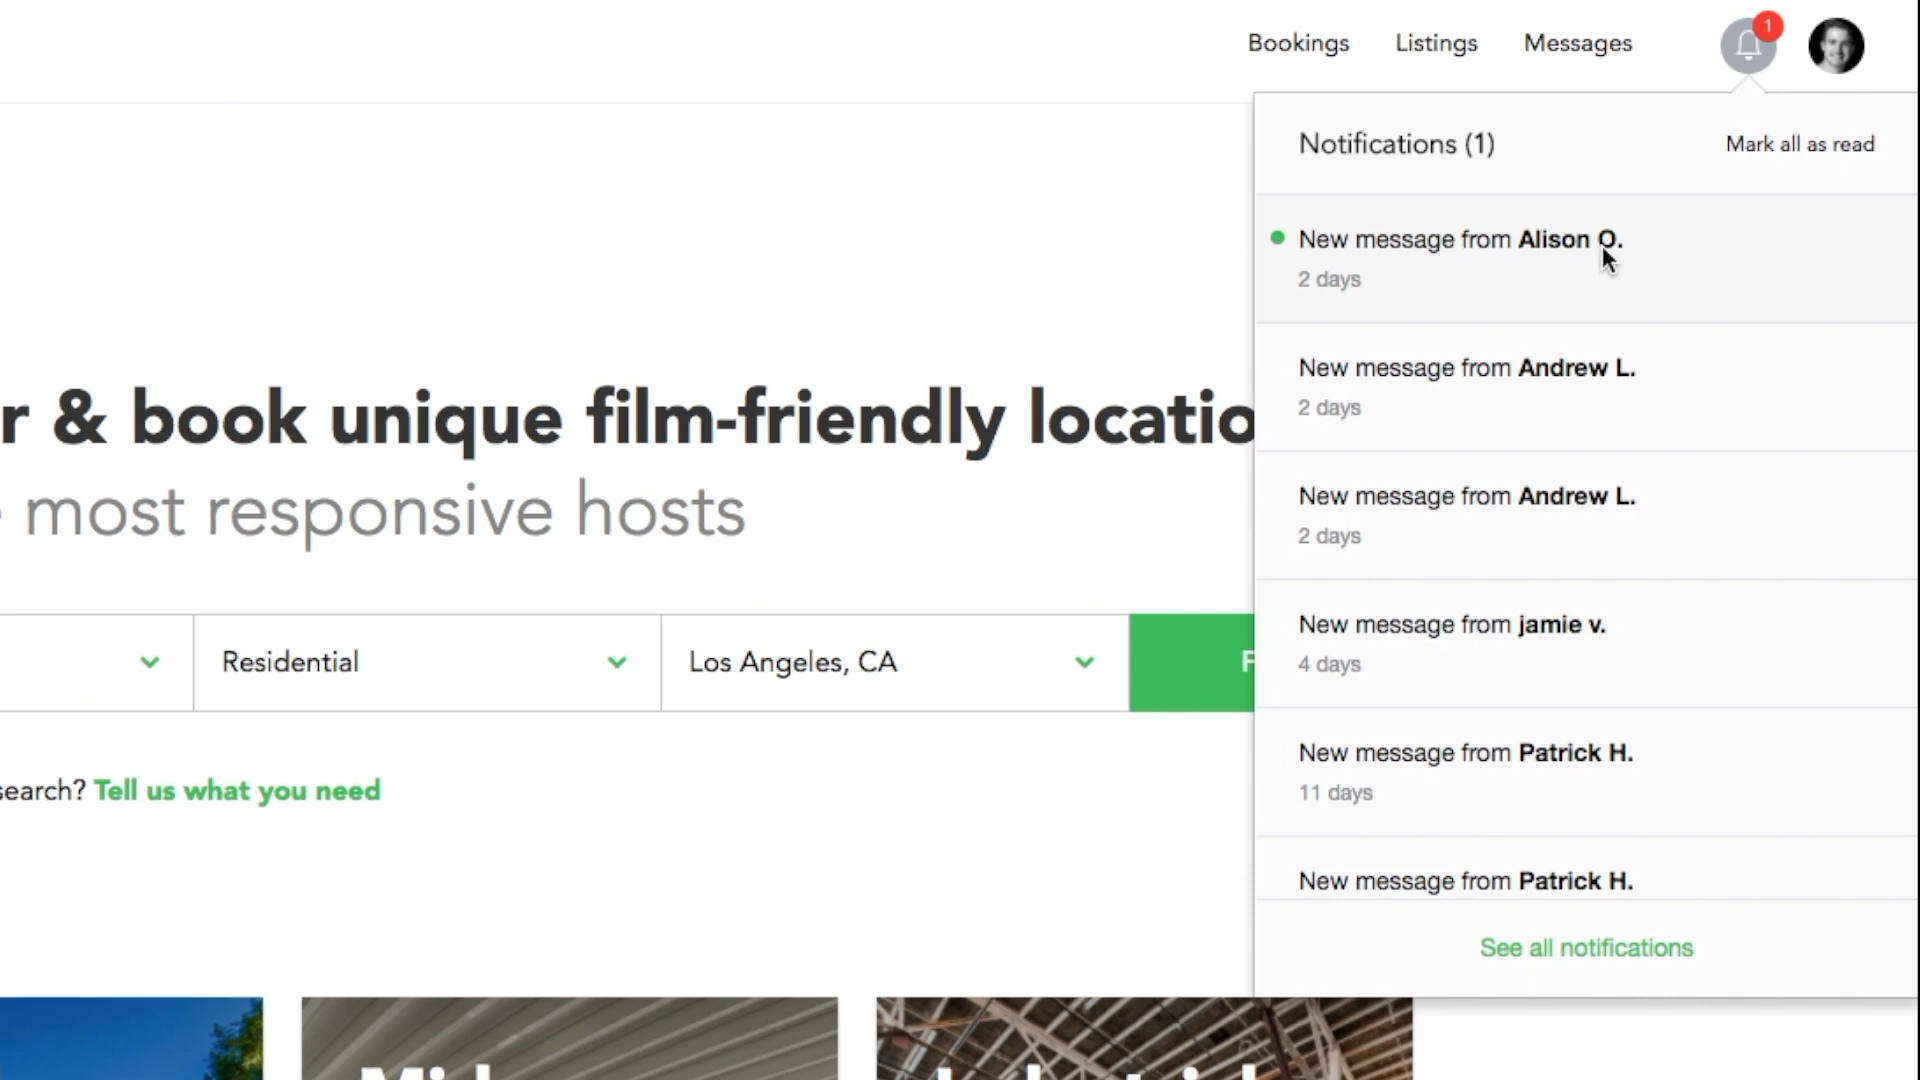 Bookings Listings Messages
1
Notifications (1) Mark all as read
New message from Alison O.
2 days
New message from Andrew L.
2 days
New message from Andrew L.
2 days
New message from jamie v.
4 days
New message from Patrick H.
11 days
New message from Patrick H.
See all notifications
r & book unique film-friendly locatio
most responsive hosts
Residential
Los Angeles, CA
F
search? Tell us what you need